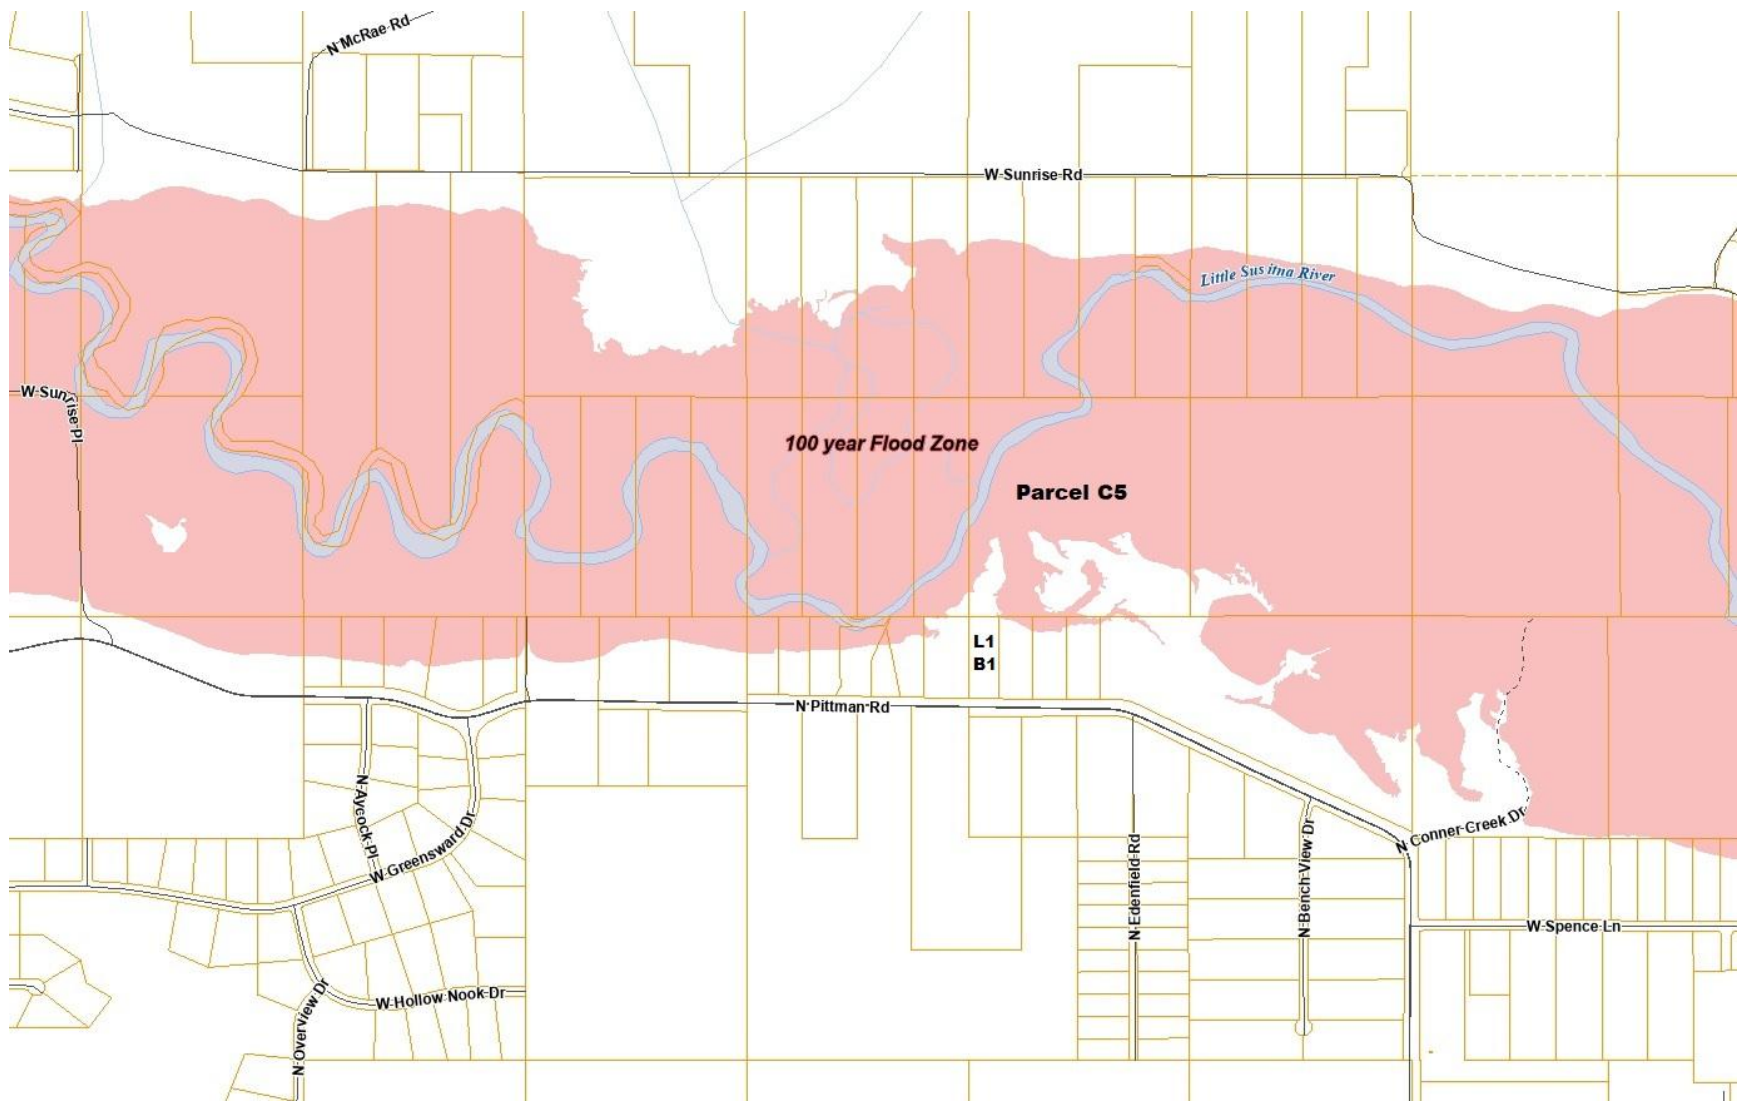 N McRae Rd
W Sunrise Rd
Little Susitna River
W Sunrise Pl
100 year Flood Zone
Parcel C5
L1
B1
N Pittman Rd
N Aycock Pl
W Greensward Dr
N Conner Creek Dr
N Edenfield Rd
N Bench View Dr
W Spence Ln
W Hollow Nook Dr
N Overview Dr